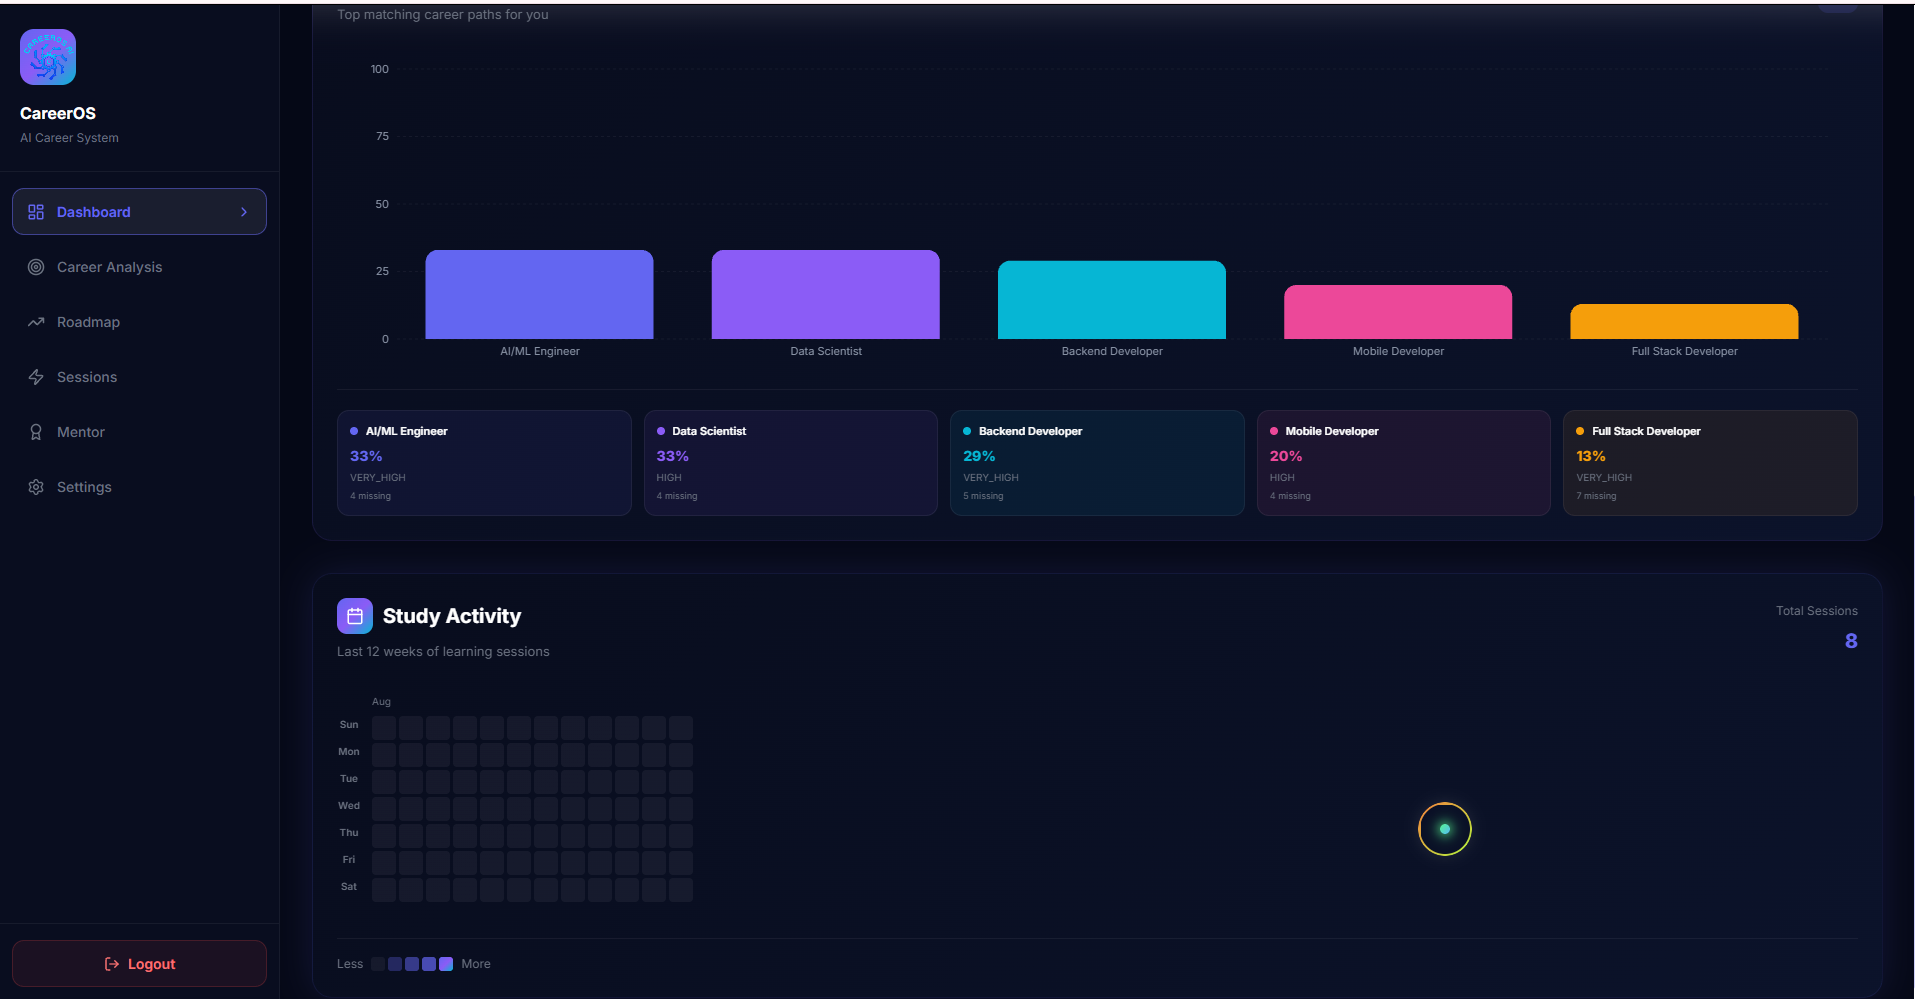 CareerOS
AI Career System
Dashboard
Career Analysis
Roadmap
Sessions
Mentor
Settings
Logout
Top matching career paths for you
100
75
50
25
0
AI/ML Engineer
Data Scientist
Backend Developer
Mobile Developer
Full Stack Developer
AI/ML Engineer
33%
VERY_HIGH
4 missing
Data Scientist
33%
HIGH
4 missing
Backend Developer
29%
VERY_HIGH
5 missing
Mobile Developer
20%
HIGH
4 missing
Full Stack Developer
13%
VERY_HIGH
7 missing
Study Activity
Last 12 weeks of learning sessions
Total Sessions
8
Aug
Sun
Mon
Tue
Wed
Thu
Fri
Sat
Less
More